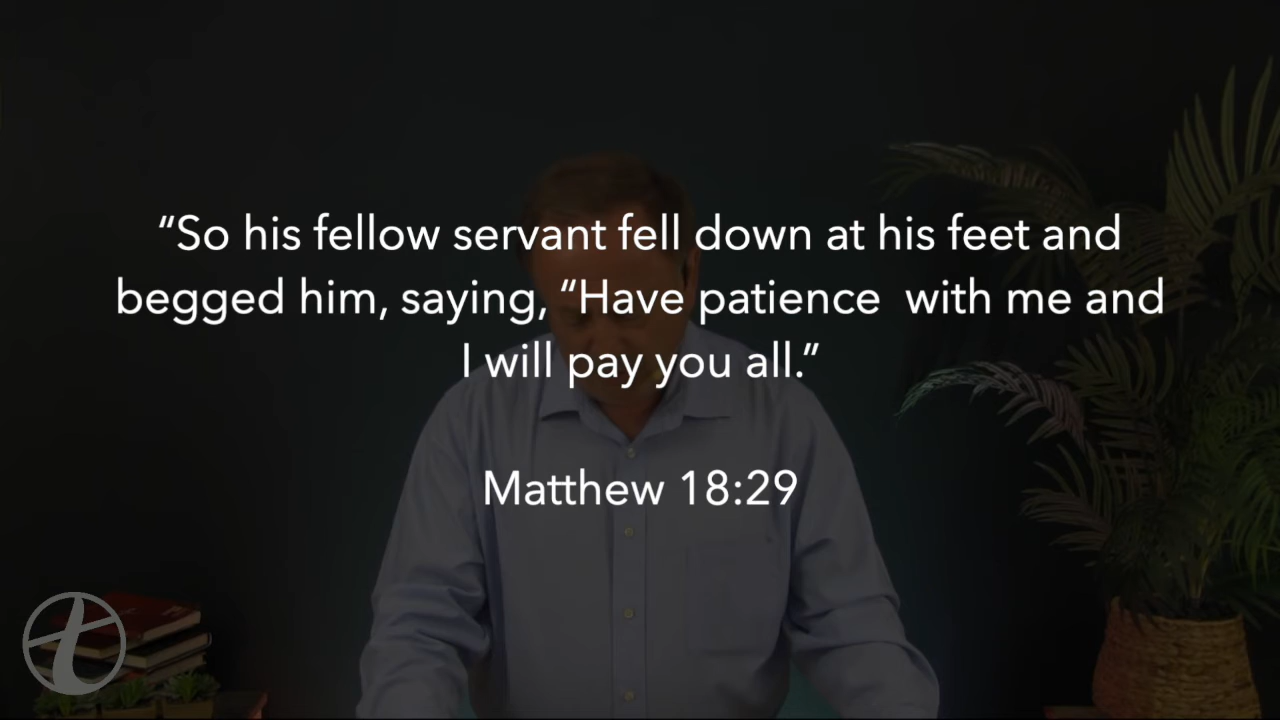 “So his fellow servant fell down at his feet and
begged him, saying, “Have patience  with me and
I will pay you all.”
Matthew 18:29